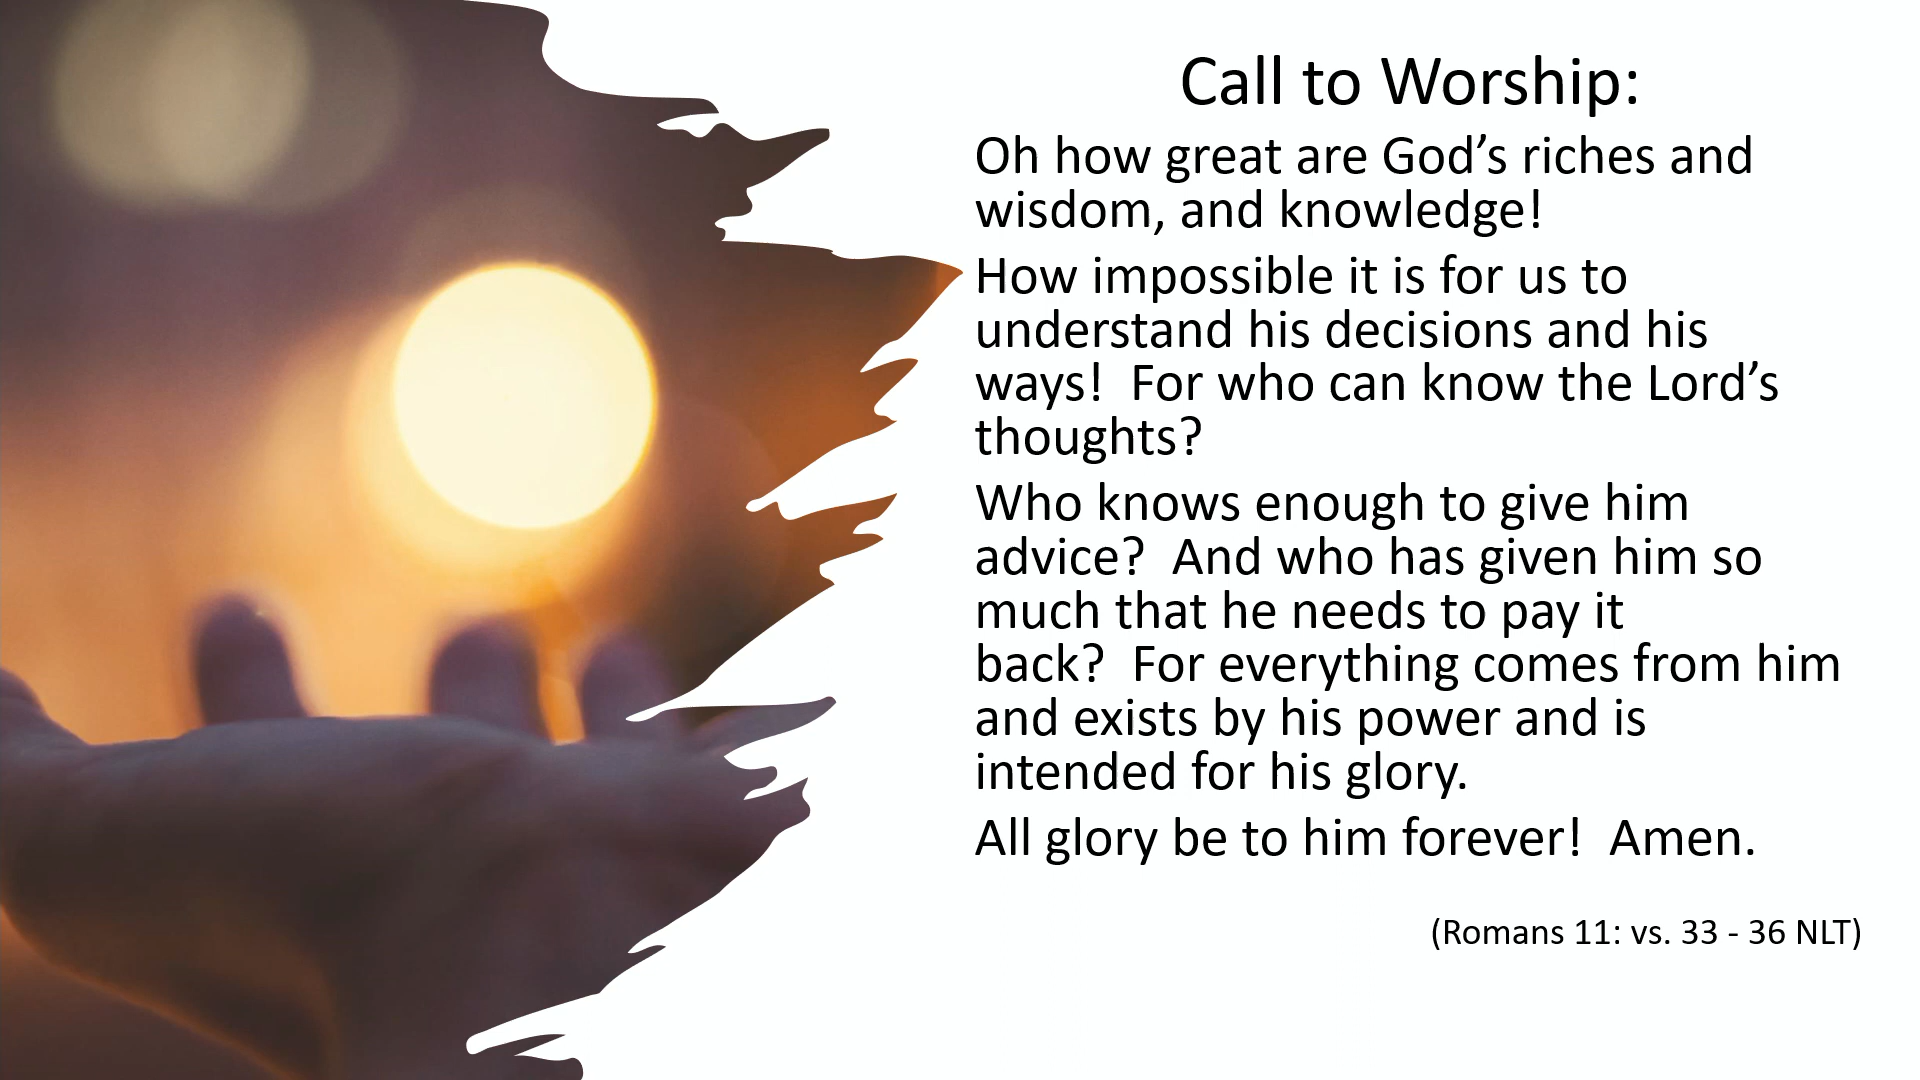 Call to Worship:
Oh how great are God’s riches and
wisdom, and knowledge!
How impossible it is for us to
understand his decisions and his
ways!  For who can know the Lord’s
thoughts?
Who knows enough to give him
advice?  And who has given him so
much that he needs to pay it
back?  For everything comes from him
and exists by his power and is
intended for his glory.
All glory be to him forever!  Amen.
(Romans 11: vs. 33 - 36 NLT)